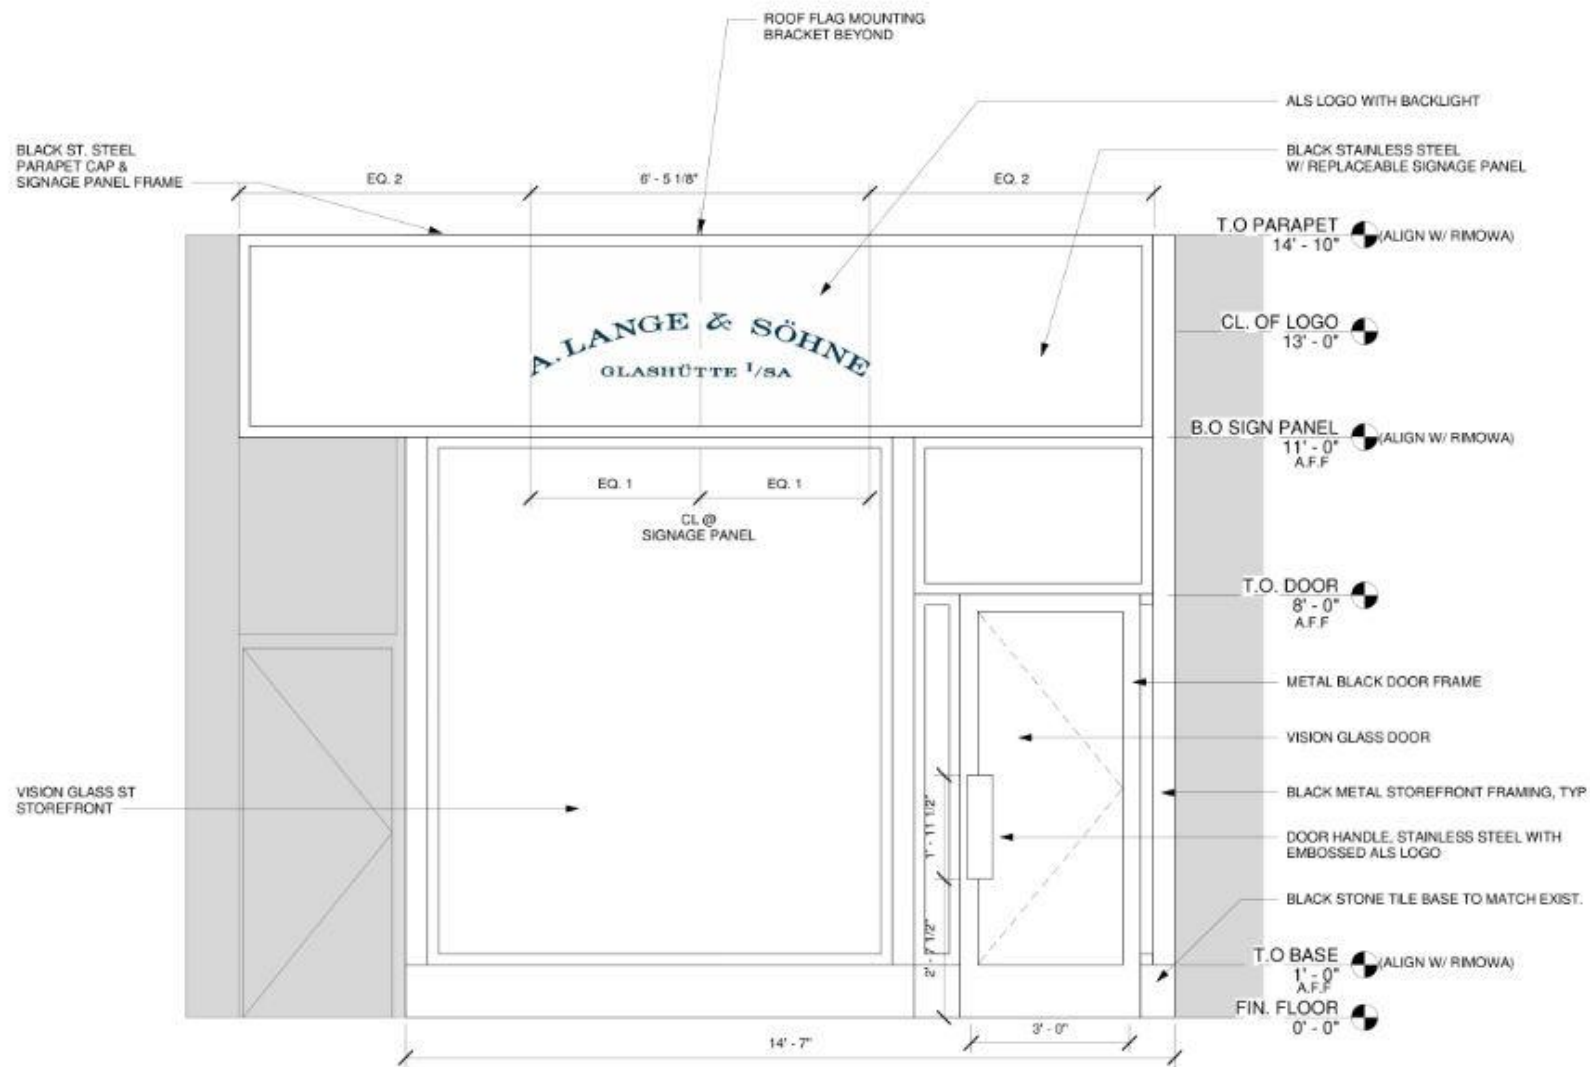 ROOF FLAG MOUNTING
BRACKET BEYOND
ALS LOGO WITH BACKLIGHT
BLACK ST. STEEL
PARAPET CAP &
SIGNAGE PANEL FRAME
BLACK STAINLESS STEEL
W/ REPLACEABLE SIGNAGE PANEL
EQ. 2
6' - 5 1/8"
EQ. 2
T.O PARAPET
14' - 10"
(ALIGN W/ RIMOWA)
CL. OF LOGO
13' - 0"
A. LANGE & SÖHNE
GLASHÜTTE I/SA
B.O SIGN PANEL
11' - 0"
A.F.F
(ALIGN W/ RIMOWA)
EQ. 1
EQ. 1
CL @
SIGNAGE PANEL
T.O. DOOR
8' - 0"
A.F.F
METAL BLACK DOOR FRAME
VISION GLASS DOOR
VISION GLASS ST
STOREFRONT
BLACK METAL STOREFRONT FRAMING, TYP
1' - 11 1/2"
DOOR HANDLE, STAINLESS STEEL WITH
EMBOSSED ALS LOGO
BLACK STONE TILE BASE TO MATCH EXIST.
2' - 7 1/2"
T.O BASE
1' - 0"
A.F.F
(ALIGN W/ RIMOWA)
FIN. FLOOR
0' - 0"
3' - 0"
14' - 7"